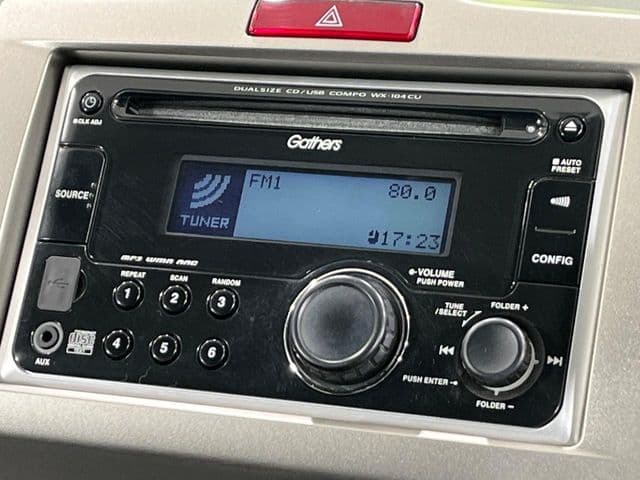 DUALSIZE CD/USB COMPO WX-104CU
CLK ADJ
Gathers
AUTO
PRESET
SOURCE
FM1 80.0
TUNER
17:23
CONFIG
MP3 WMA AAC
VOLUME
PUSH POWER
REPEAT SCAN RANDOM
1 2 3
TUNE
/SELECT
FOLDER +
4 5 6
AUX
PUSH ENTER
FOLDER −